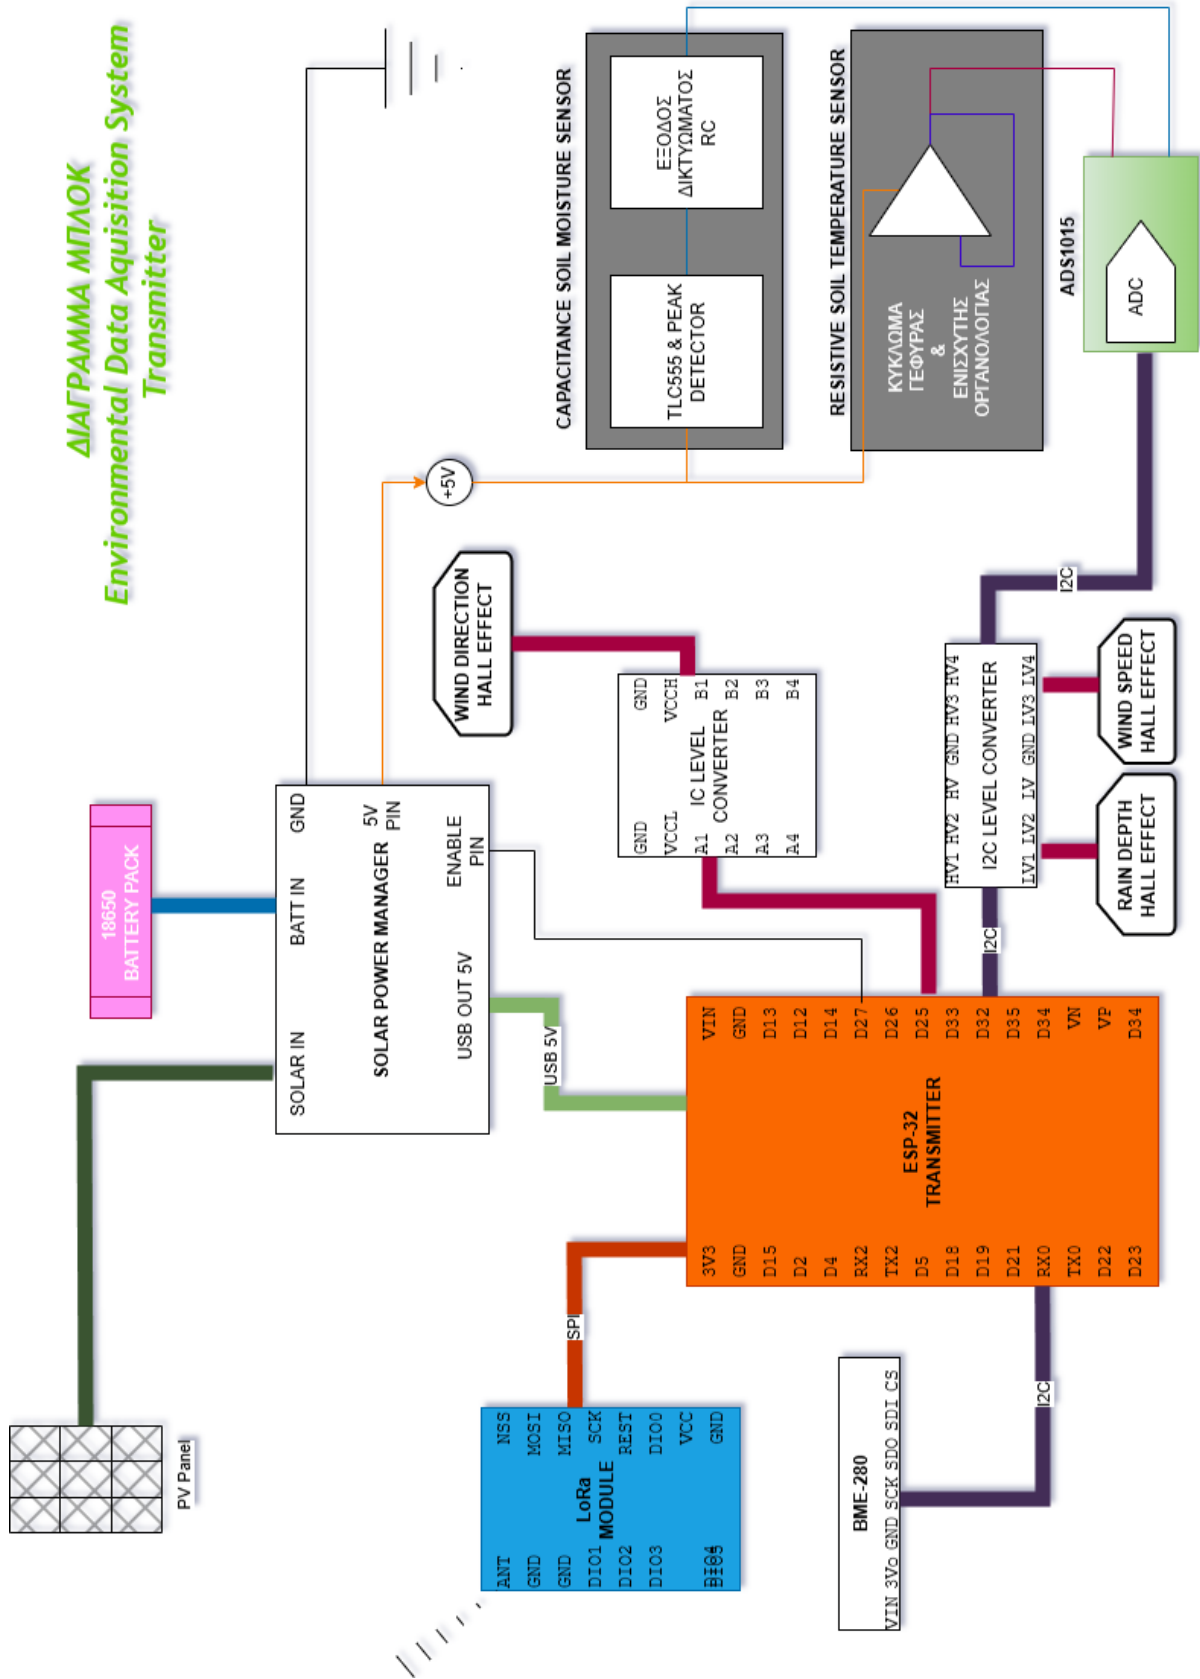 ΔΙΑΓΡΑΜΜΑ ΜΠΛΟΚ
Environmental Data Aquisition System
Transmitter
PV Panel
18650
BATTERY PACK
SOLAR IN
BATT IN
GND
SOLAR POWER MANAGER
5V
PIN
USB OUT 5V
ENABLE
PIN
+5V
USB 5V
SPI
WIND DIRECTION
HALL EFFECT
CAPACITANCE SOIL MOISTURE SENSOR
TLC555 & PEAK
DETECTOR
ΕΞΟΔΟΣ
ΔΙΚΤΥΩΜΑΤΟΣ
RC
RESISTIVE SOIL TEMPERATURE SENSOR
ΚΥΚΛΩΜΑ
ΓΕΦΥΡΑΣ
&
ΕΝΙΣΧΥΤΗΣ
ΟΡΓΑΝΟΛΟΓΙΑΣ
ADS1015
ADC
GND
GND
VCCL
VCCH
A1
B1
A2
B2
A3
B3
A4
B4
IC LEVEL
CONVERTER
HV1 HV2 HV GND HV3 HV4
I2C LEVEL CONVERTER
LV1 LV2 LV GND LV3 LV4
I2C
I2C
RAIN DEPTH
HALL EFFECT
WIND SPEED
HALL EFFECT
LoRa
MODULE
ANT
NSS
GND
MOSI
GND
MISO
DIO1
SCK
DIO2
REST
DIO3
DIO0
VCC
GND
ESP-32
TRANSMITTER
3V3
VIN
GND
GND
D15
D13
D2
D12
D4
D14
RX2
D27
TX2
D26
D5
D25
D18
D33
D19
D32
D21
D35
RX0
D34
TX0
VN
D22
VP
D23
D34
BME-280
VIN 3Vo GND SCK SDO SDI CS
I2C